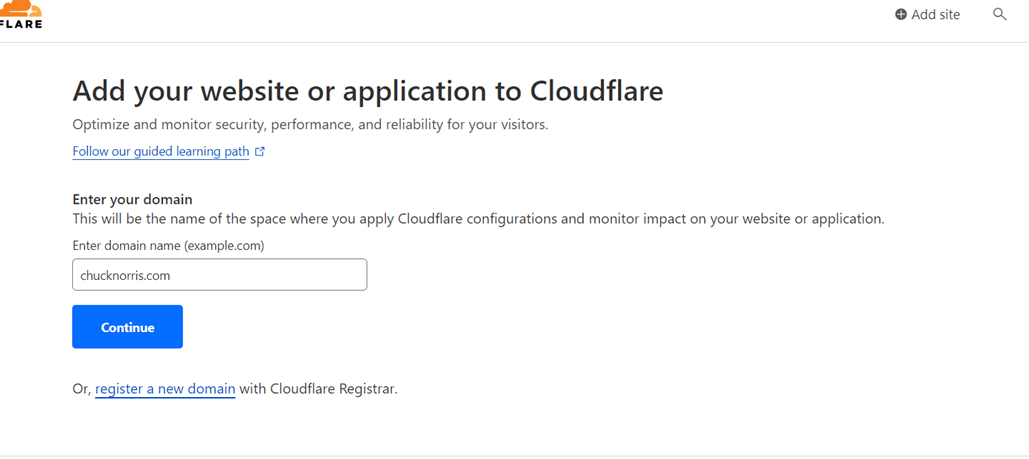 FLARE
Add site
Add your website or application to Cloudflare
Optimize and monitor security, performance, and reliability for your visitors.
Follow our guided learning path
Enter your domain
This will be the name of the space where you apply Cloudflare configurations and monitor impact on your website or application.
Enter domain name (example.com)
chucknorris.com
Continue
Or, register a new domain with Cloudflare Registrar.